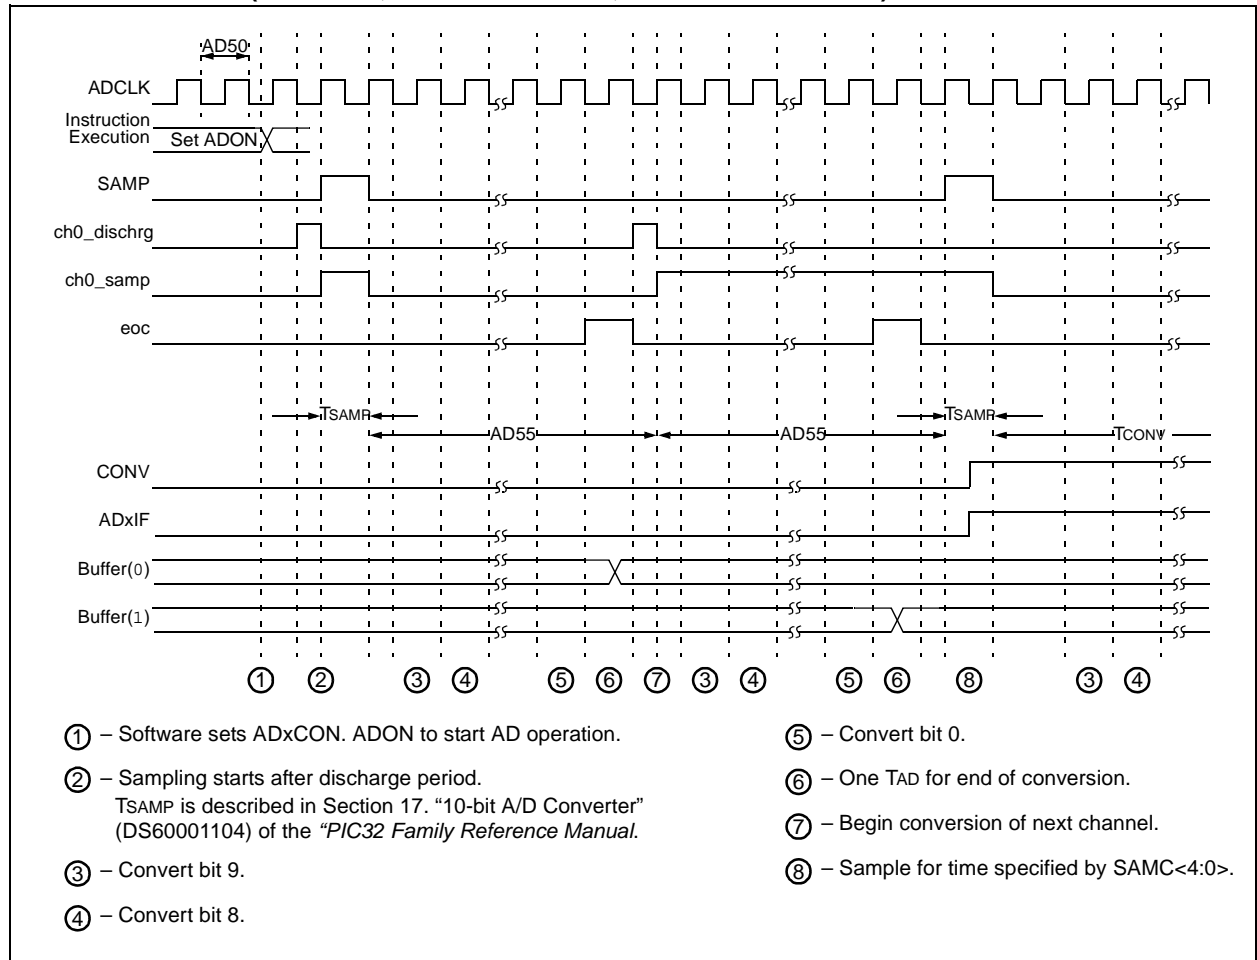 AD50
ADCLK
Instruction
Execution
Set ADON
SAMP
ch0_dischrg
ch0_samp
eoc
TSAMP
TSAMP
AD55
AD55
TCONV
CONV
ADxIF
Buffer(0)
Buffer(1)
1 2 3 4 5 6 7 3 4 5 6 8 3 4
1 – Software sets ADxCON. ADON to start AD operation.
2 – Sampling starts after discharge period.
TSAMP is described in Section 17. “10-bit A/D Converter”
(DS60001104) of the “PIC32 Family Reference Manual.
3 – Convert bit 9.
4 – Convert bit 8.
5 – Convert bit 0.
6 – One TAD for end of conversion.
7 – Begin conversion of next channel.
8 – Sample for time specified by SAMC<4:0>.